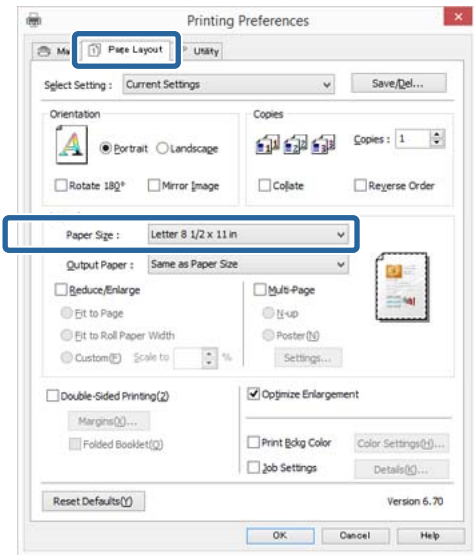 Printing Preferences
Page Layout
Utility
Select Setting : Current Settings Save/Del...
Orientation Copies
Portrait Landscape Copies : 1
Rotate 180° Mirror Image Collate Reverse Order
Paper Size : Letter 8 1/2 x 11 in
Output Paper : Same as Paper Size
Reduce/Enlarge Multi-Page
Fit to Page N-up
Fit to Roll Paper Width Poster(N)
Custom(F) Scale to % Settings...
Double-Sided Printing(2) Optimize Enlargement
Margins(X)...
Folded Booklet(O) Print Bckg Color Color Settings(H)...
Job Settings Details(K)...
Reset Defaults(Y) Version 6.70
OK Cancel Help